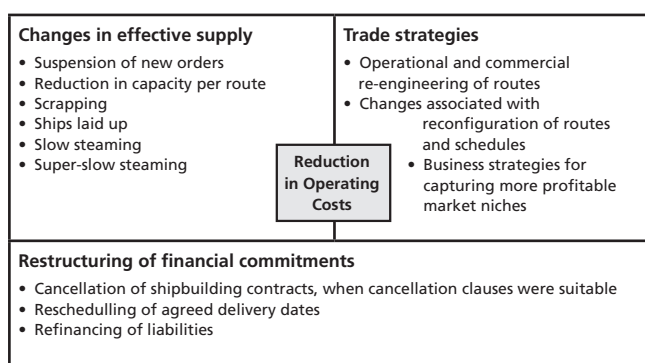 Changes in effective supply
• Suspension of new orders
• Reduction in capacity per route
• Scrapping
• Ships laid up
• Slow steaming
• Super-slow steaming
Trade strategies
• Operational and commercial
re-engineering of routes
• Changes associated with
reconfiguration of routes
and schedules
• Business strategies for
capturing more profitable
market niches
Reduction
in Operating
Costs
Restructuring of financial commitments
• Cancellation of shipbuilding contracts, when cancellation clauses were suitable
• Reschedulling of agreed delivery dates
• Refinancing of liabilities